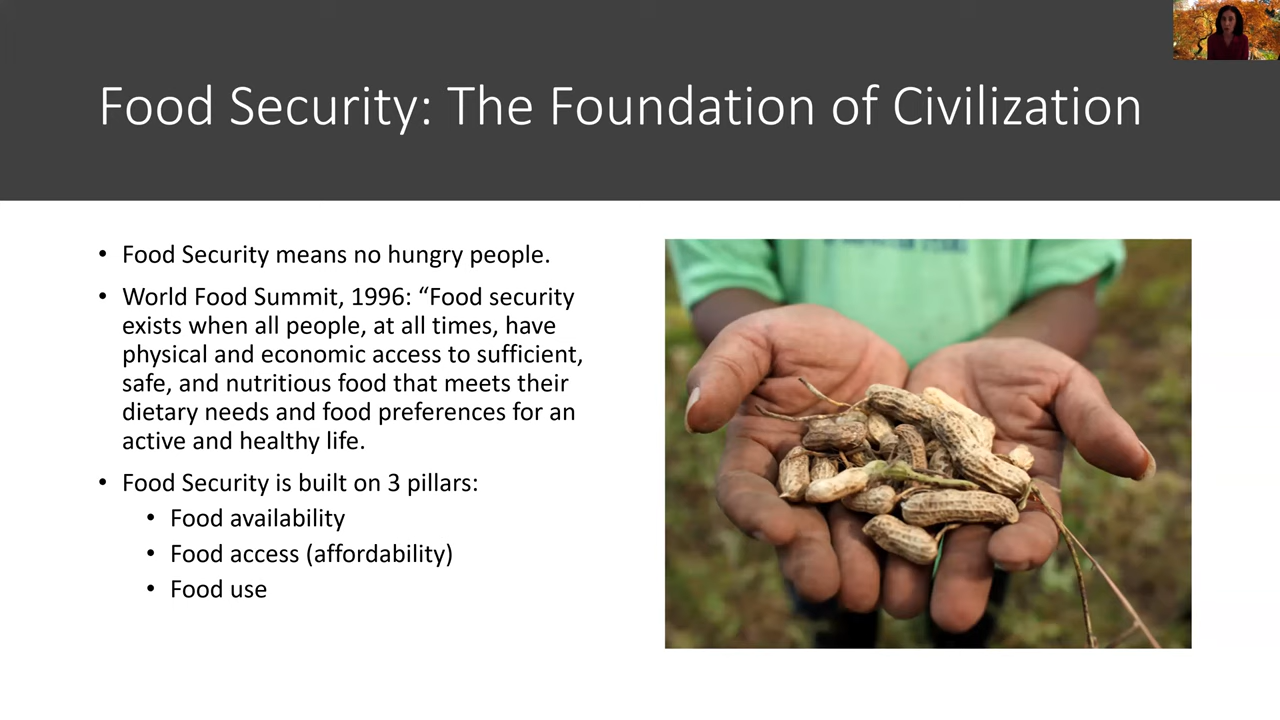 Food Security: The Foundation of Civilization
• Food Security means no hungry people.
• World Food Summit, 1996: “Food security
exists when all people, at all times, have
physical and economic access to sufficient,
safe, and nutritious food that meets their
dietary needs and food preferences for an
active and healthy life.
• Food Security is built on 3 pillars:
• Food availability
• Food access (affordability)
• Food use